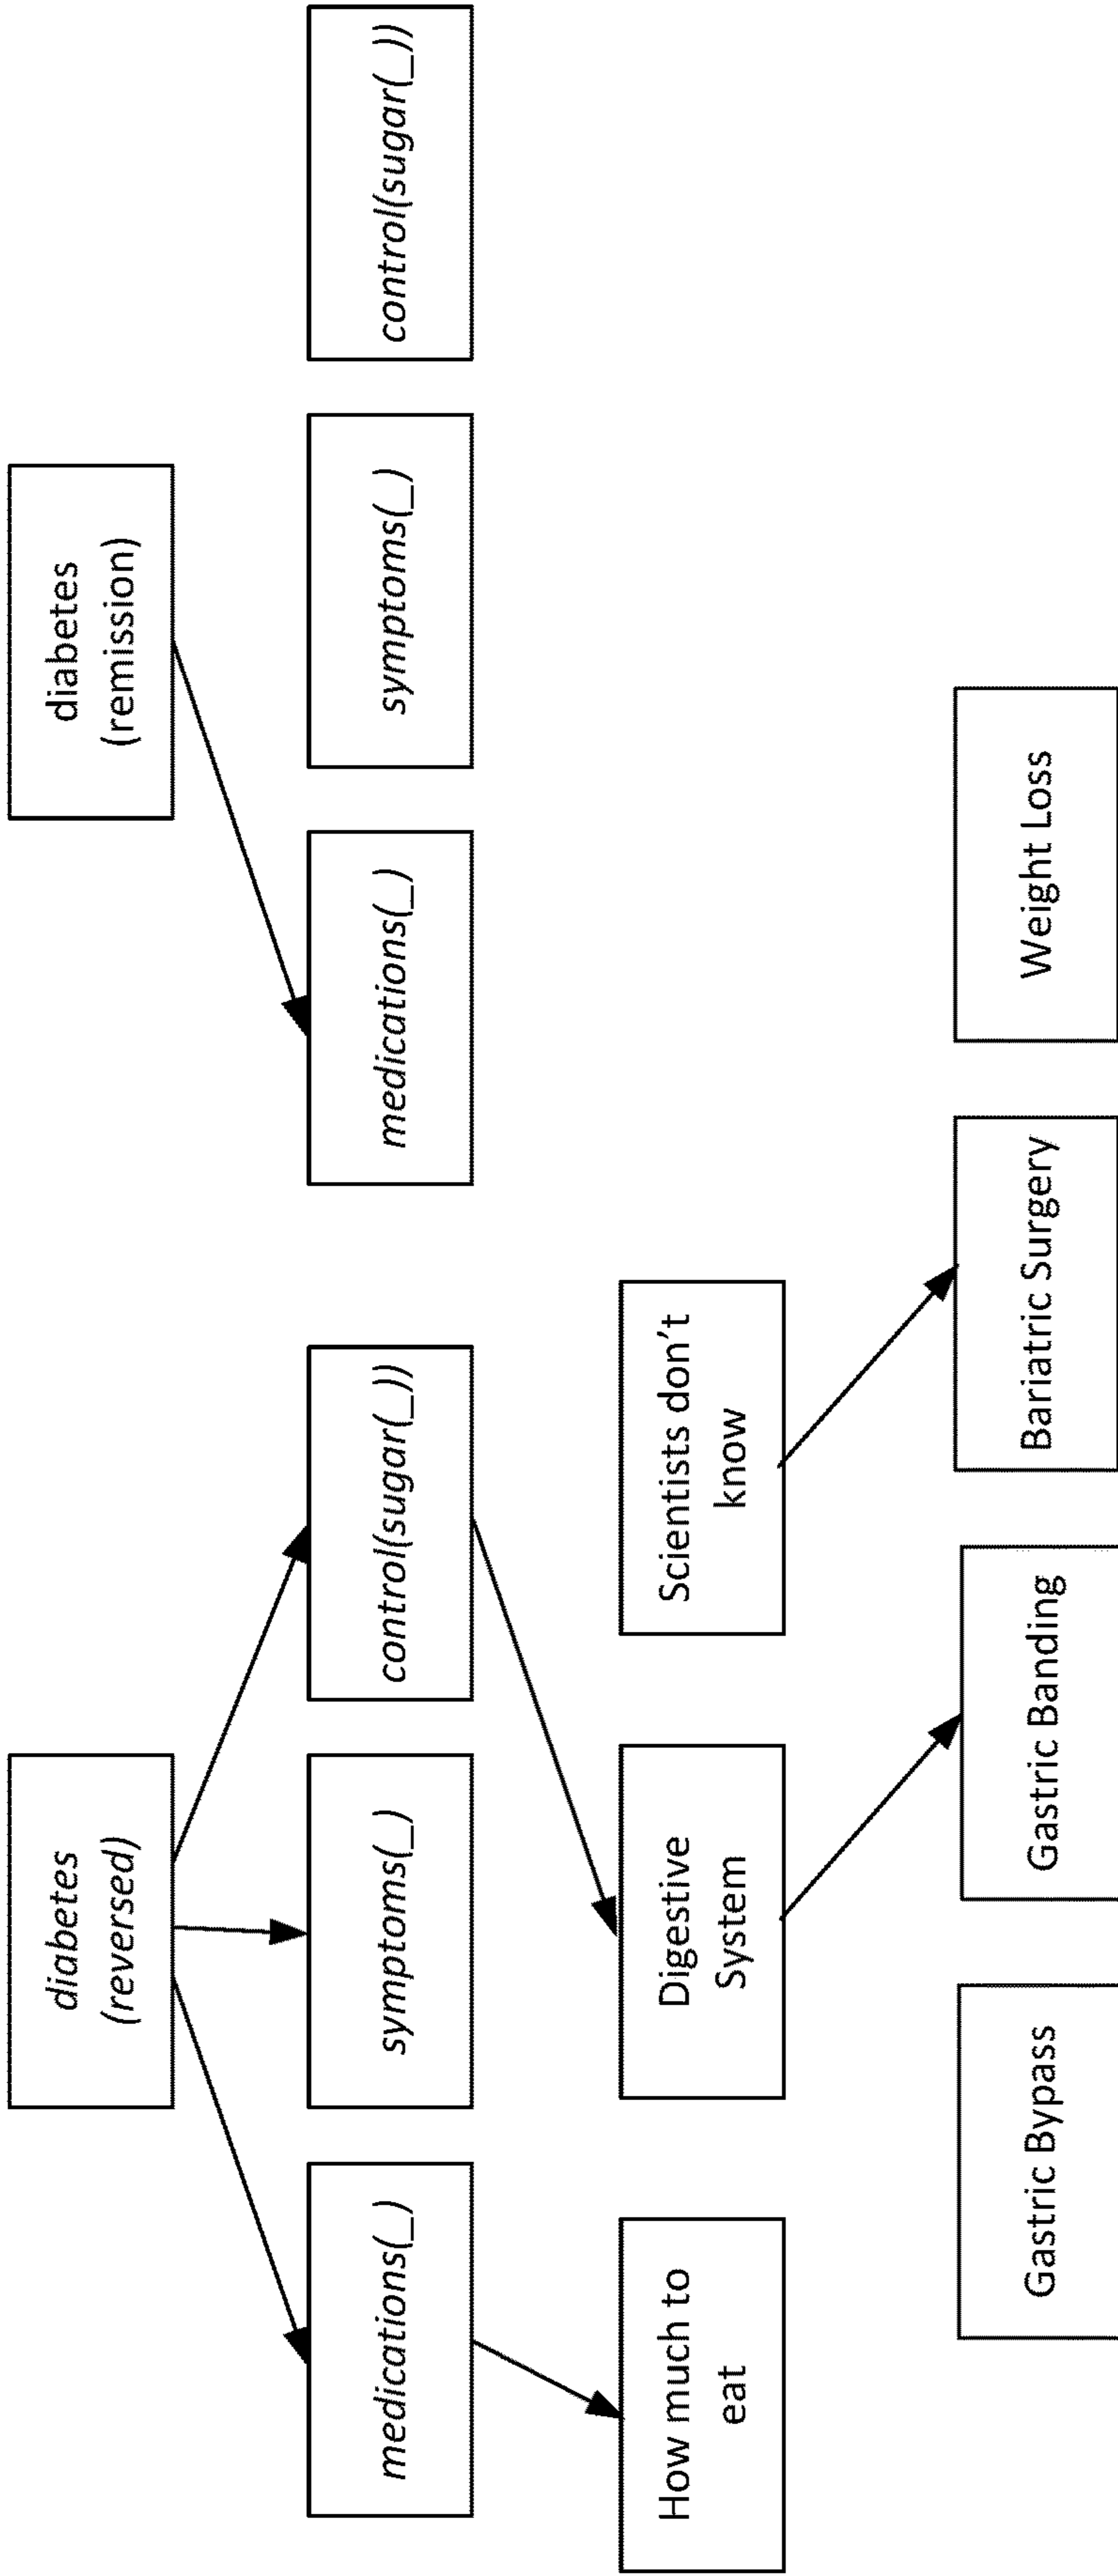 diabetes
(reversed)
diabetes
(remission)
medications(_)
symptoms(_)
control(sugar(_))
medications(_)
symptoms(_)
control(sugar(_))
How much to
eat
Digestive
System
Scientists don't
know
Gastric Bypass
Gastric Banding
Bariatric Surgery
Weight Loss